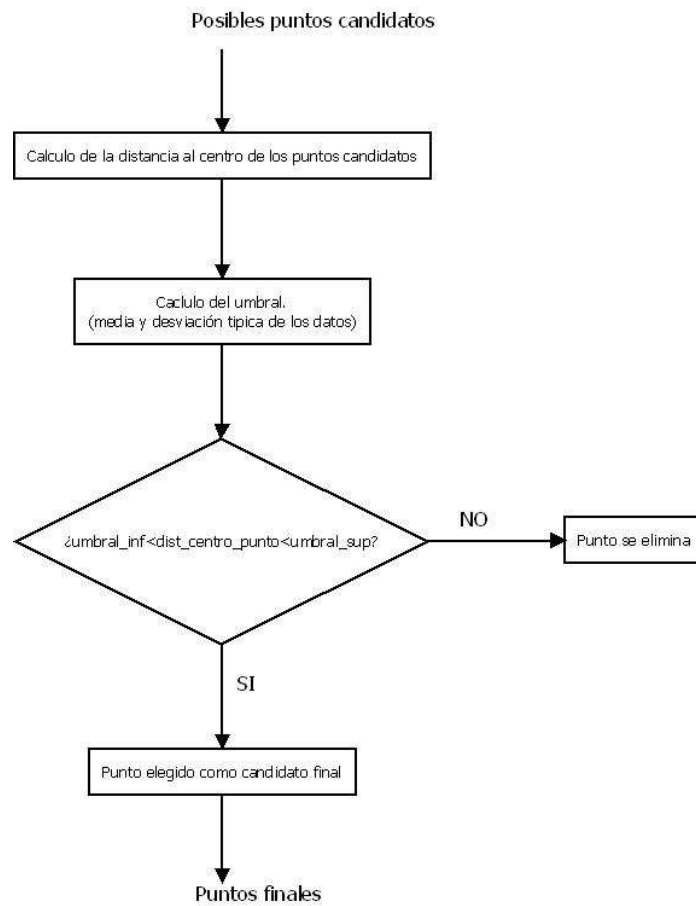 Posibles puntos candidatos
Calculo de la distancia al centro de los puntos candidatos
Caclulo del umbral.
(media y desviación tipica de los datos)
¿umbral_inf<dist_centro_punto<umbral_sup?
NO
Punto se elimina
SI
Punto elegido como candidato final
Puntos finales